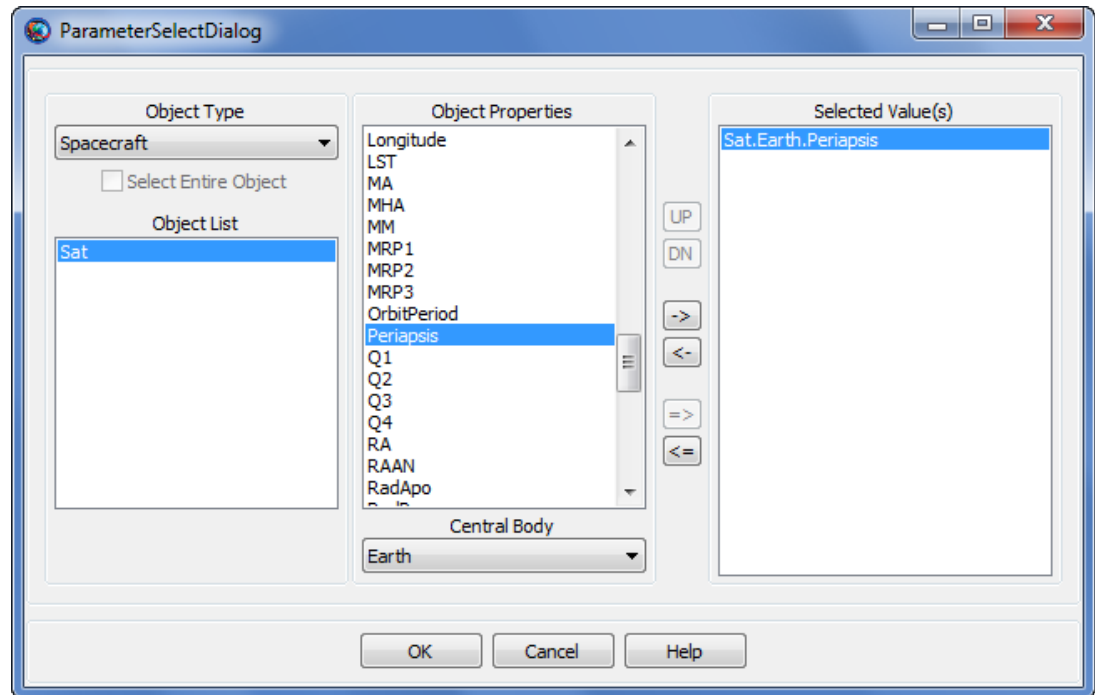 ParameterSelectDialog
Object Type
Spacecraft
Select Entire Object
Object List
Sat
Object Properties
Longitude
LST
MA
MHA
MM
MRP1
MRP2
MRP3
OrbitPeriod
Periapsis
Q1
Q2
Q3
Q4
RA
RAAN
RadApo
Central Body
Earth
UP
DN
->
<-
=>
<=
Selected Value(s)
Sat.Earth.Periapsis
OK
Cancel
Help